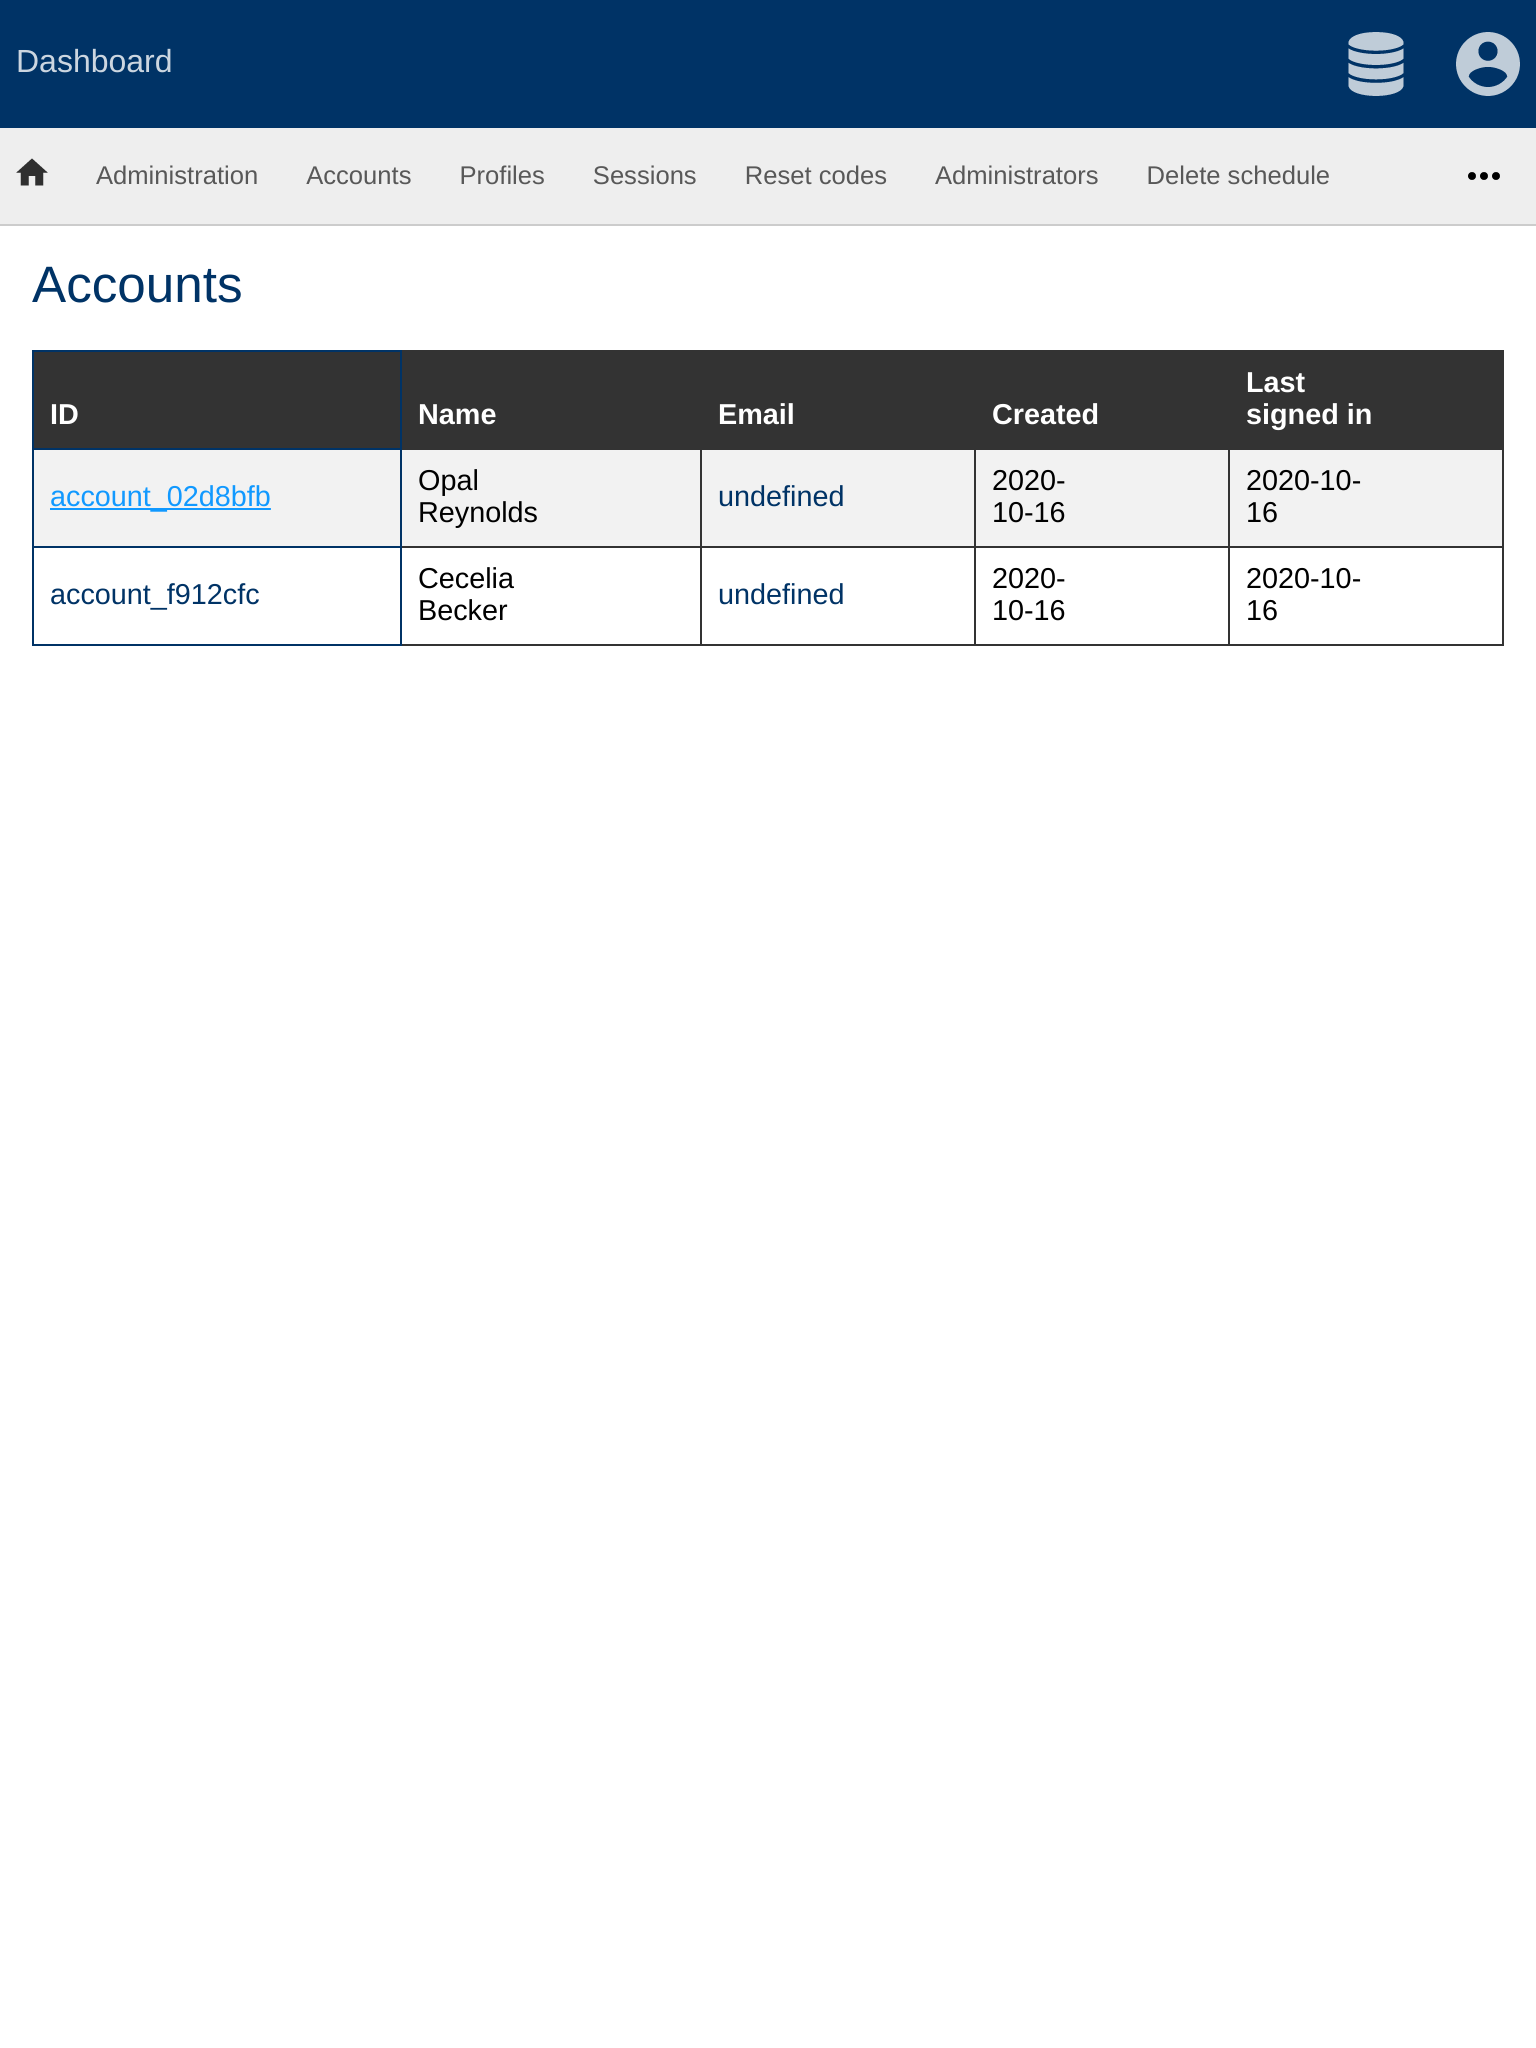 Dashboard
Administration Accounts Profiles Sessions Reset codes Administrators Delete schedule
Accounts
ID Name Email Created Last signed in
account_02d8bfb Opal Reynolds undefined 2020-10-16 2020-10-16
account_f912cfc Cecelia Becker undefined 2020-10-16 2020-10-16